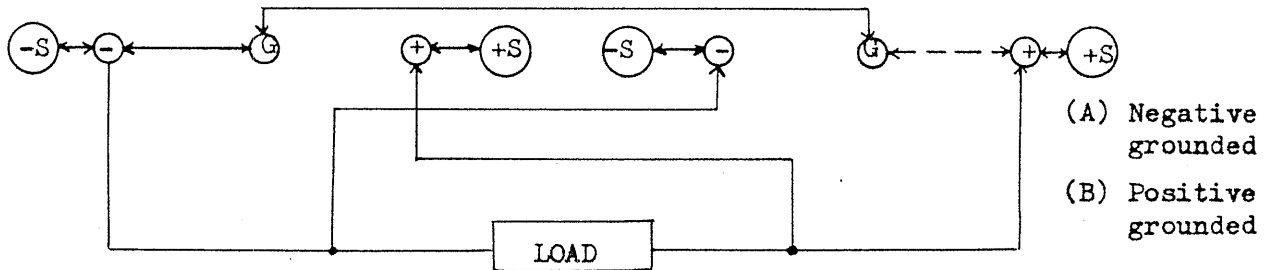 -S - G + +S -S - G + +S
(A) Negative
grounded
(B) Positive
grounded
LOAD